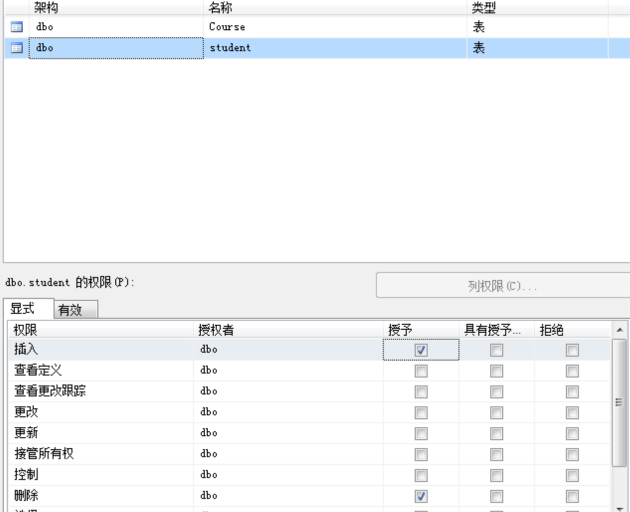 架构 名称 类型
dbo Course 表
dbo student 表
dbo.student 的权限(P):
列权限(C)...
显式 有效
权限 授权者 授予 具有授予... 拒绝
插入 dbo
查看定义 dbo
查看更改跟踪 dbo
更改 dbo
更新 dbo
接管所有权 dbo
控制 dbo
删除 dbo